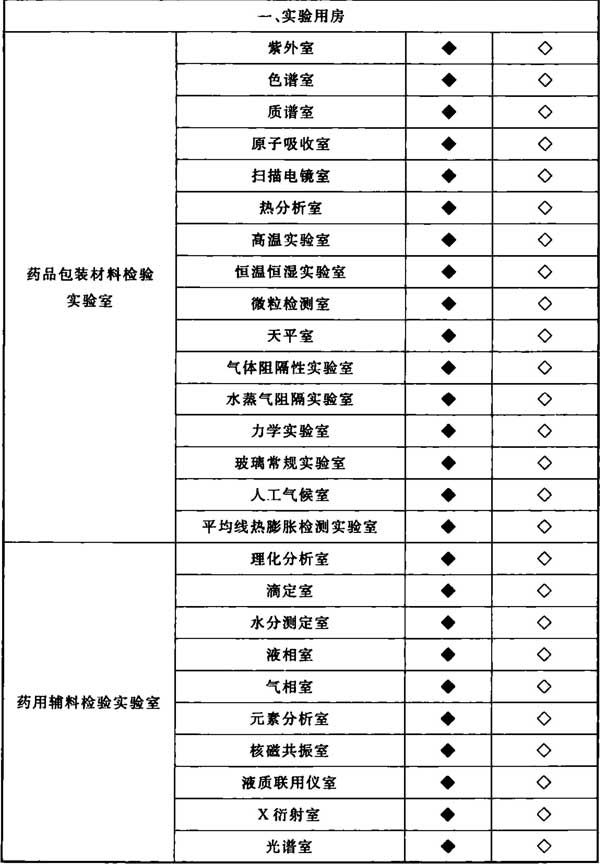 一、实验用房
药品包装材料检验
实验室
紫外室 ◆ ◇
色谱室 ◆ ◇
质谱室 ◆ ◇
原子吸收室 ◆ ◇
扫描电镜室 ◆ ◇
热分析室 ◆ ◇
高温实验室 ◆ ◇
恒温恒湿实验室 ◆ ◇
微粒检测室 ◆ ◇
天平室 ◆ ◇
气体阻隔性实验室 ◆ ◇
水蒸气阻隔实验室 ◆ ◇
力学实验室 ◆ ◇
玻璃常规实验室 ◆ ◇
人工气候室 ◆ ◇
平均线热膨胀检测实验室 ◆ ◇
药用辅料检验实验室
理化分析室 ◆ ◇
滴定室 ◆ ◇
水分测定室 ◆ ◇
液相室 ◆ ◇
气相室 ◆ ◇
元素分析室 ◆ ◇
核磁共振室 ◆ ◇
液质联用仪室 ◆ ◇
X衍射室 ◆ ◇
光谱室 ◆ ◇